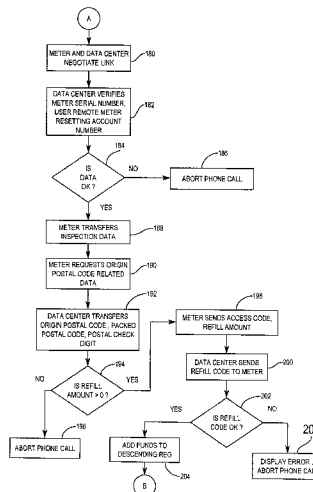 A
METER AND DATA CENTER
NEGOTIATE LINK
180
DATA CENTER VERIFIES
METER SERIAL NUMBER,
USER REMOTE METER
RESETTING ACCOUNT
NUMBER
182
184
IS
DATA
OK ?
NO
186
ABORT PHONE CALL
YES
188
METER TRANSFERS
INSPECTION DATA
190
METER REQUESTS ORIGIN
POSTAL CODE RELATED
DATA
192
DATA CENTER TRANSFERS
ORIGIN POSTAL CODE , PACKED
POSTAL CODE, POSTAL CHECK
DIGIT
198
METER SENDS ACCESS CODE,
REFILL AMOUNT
200
DATA CENTER SENDS
REFILL CODE TO METER
194
NO
IS REFILL
AMOUNT > 0 ?
YES
196
ABORT PHONE CALL
202
YES
IS REFILL
CODE OK ?
NO
ADD FUNDS TO
DESCENDING REG
204
20
DISPLAY ERROR ,
ABORT PHONE CALL
B